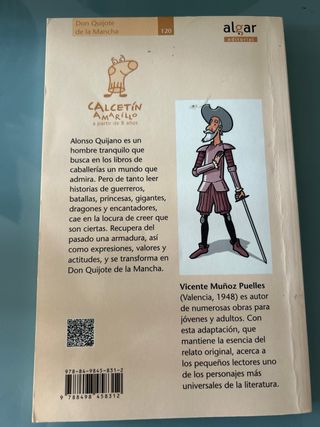 Don Quijote
de la Mancha
120
algar
editorial
CALCETÍN
AMARILLO
a partir de 8 años
Alonso Quijano es un
hombre tranquilo que
busca en los libros de
caballerías un mundo que
admira. Pero de tanto leer
historias de guerreros,
batallas, princesas, gigantes,
dragones y encantadores,
cae en la locura de creer que
son ciertas. Recupera del
pasado una armadura, así
como expresiones, valores y
actitudes, y se transforma en
Don Quijote de la Mancha.
Vicente Muñoz Puelles
(Valencia, 1948) es autor
de numerosas obras para
jóvenes y adultos. Con
esta adaptación, que
mantiene la esencia del
relato original, acerca a
los pequeños lectores uno
de los personajes más
universales de la literatura.
978-84-9845-831-2
9 788498 458312